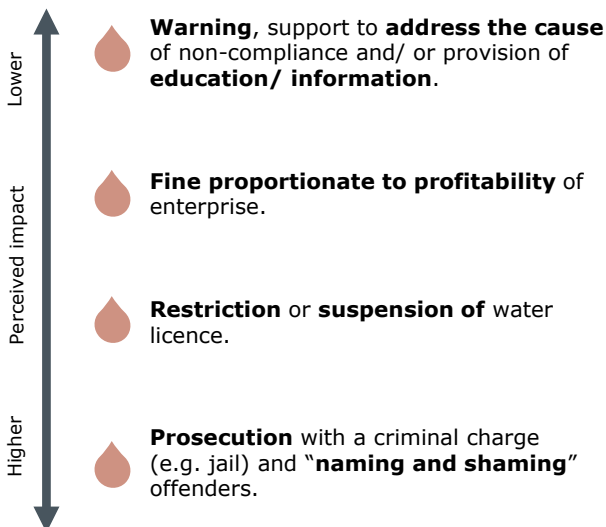 Lower
Warning, support to address the cause
of non-compliance and/ or provision of
education/ information.
Perceived impact
Fine proportionate to profitability of
enterprise.
Restriction or suspension of water
licence.
Higher
Prosecution with a criminal charge
(e.g. jail) and “naming and shaming”
offenders.